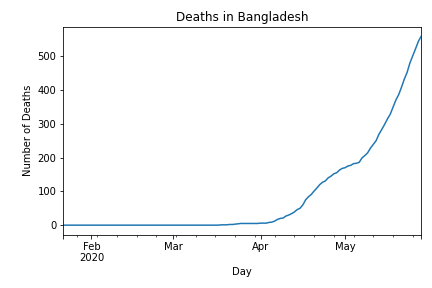 Deaths in Bangladesh
Number of Deaths
500
400
300
200
100
0
Feb
2020
Mar
Apr
May
Day